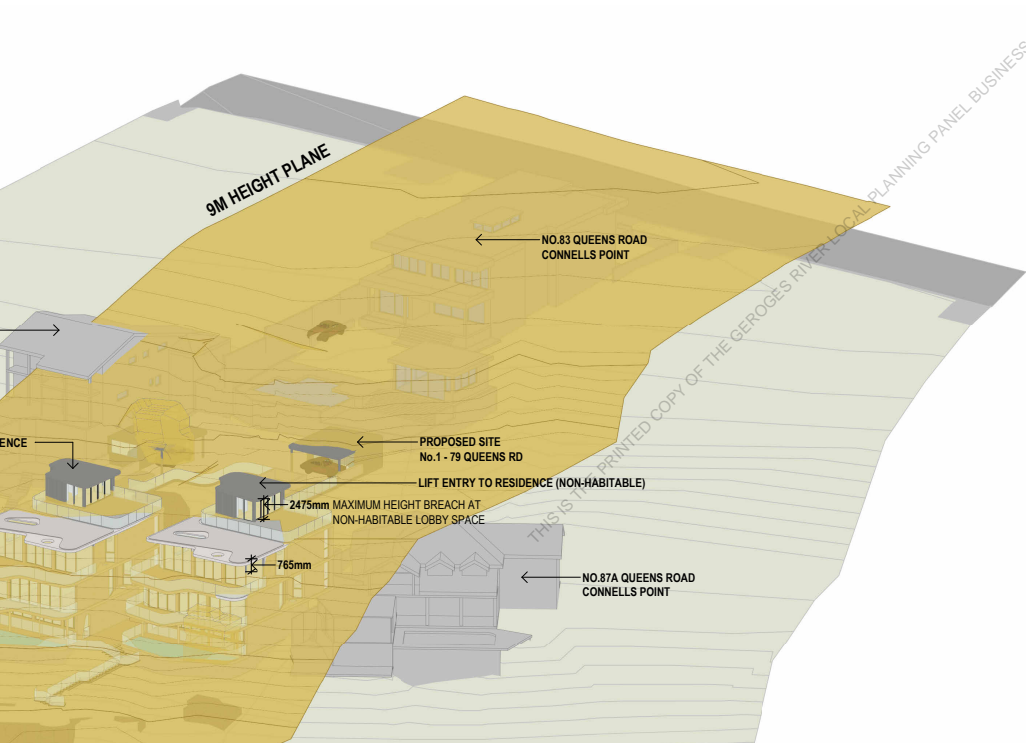 9M HEIGHT PLANE
NO.83 QUEENS ROAD
CONNELLS POINT
ENCE
PROPOSED SITE
No.1 - 79 QUEENS RD
LIFT ENTRY TO RESIDENCE (NON-HABITABLE)
2475mm MAXIMUM HEIGHT BREACH AT
NON-HABITABLE LOBBY SPACE
765mm
NO.87A QUEENS ROAD
CONNELLS POINT
THIS IS THE PRINTED COPY OF THE GEROGES RIVER LOCAL PLANNING PANEL BUSINESS